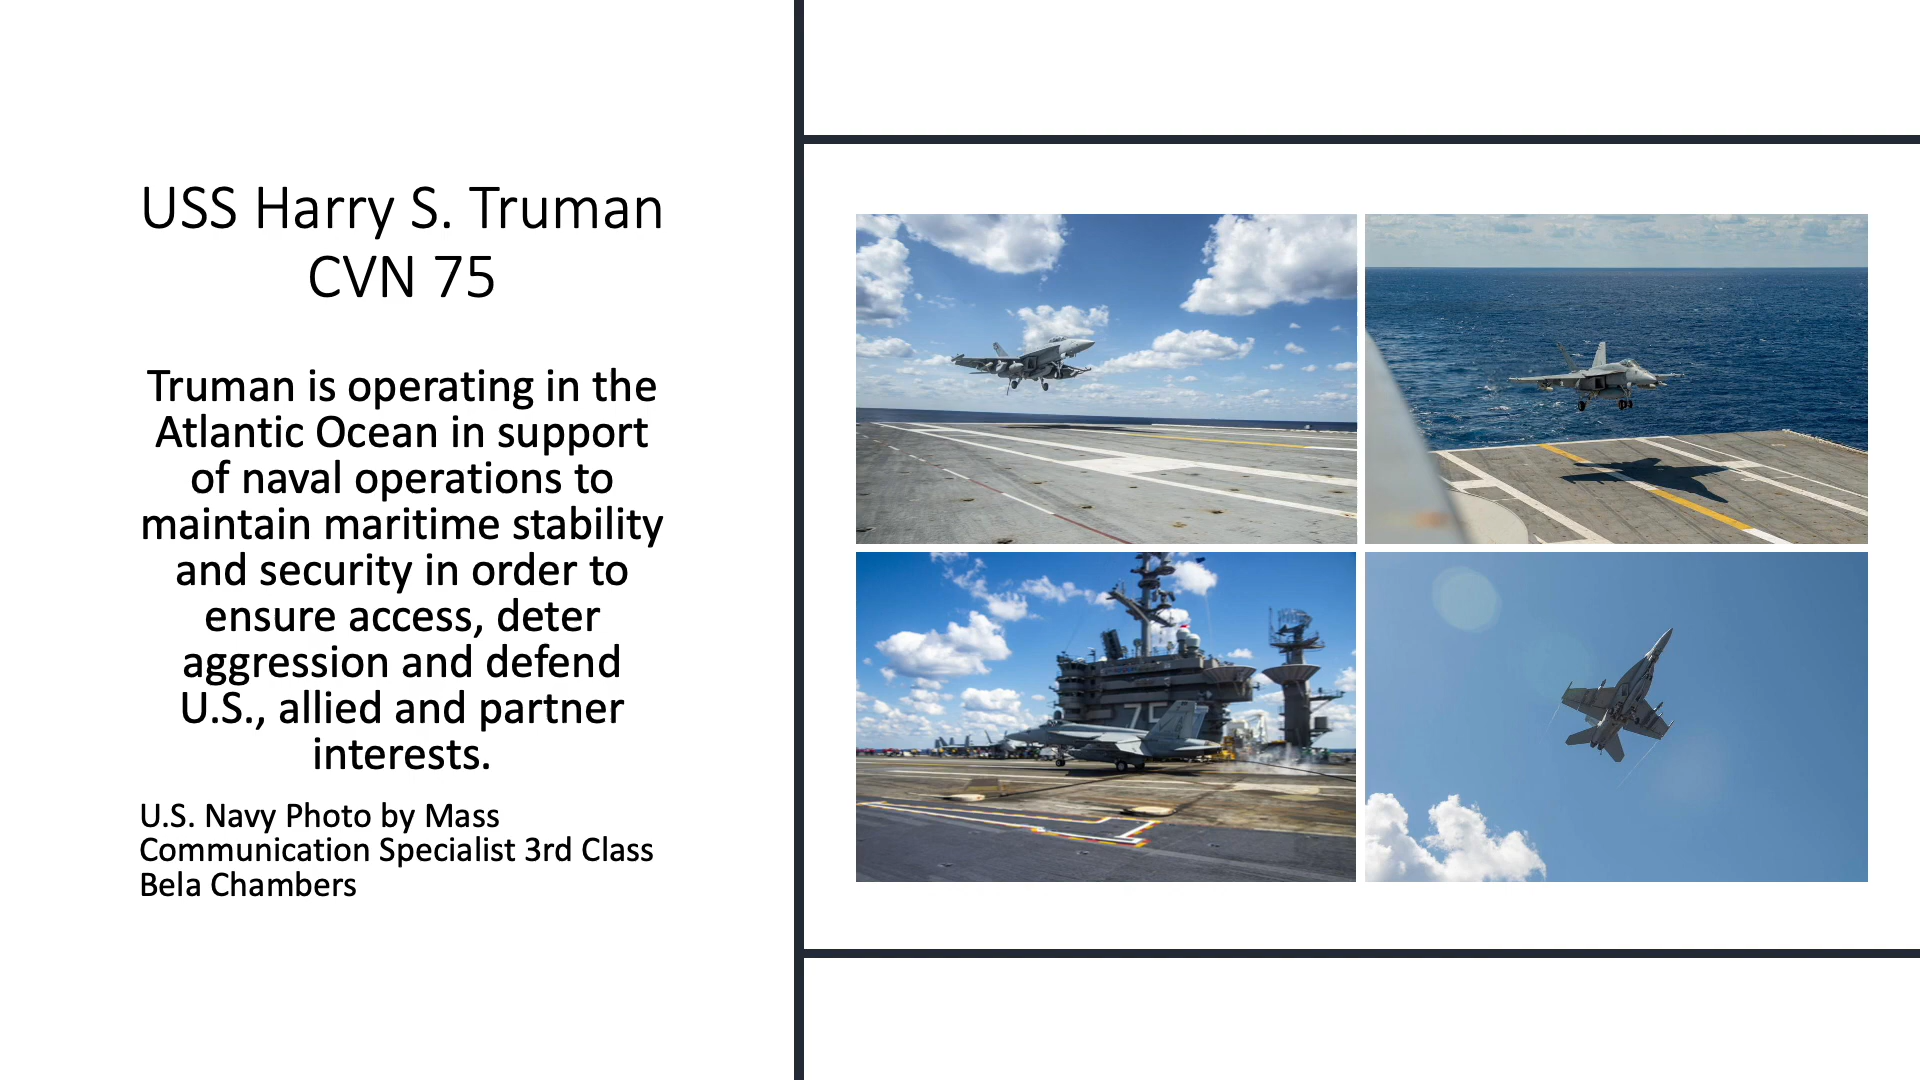 USS Harry S. Truman
CVN 75
Truman is operating in the
Atlantic Ocean in support
of naval operations to
maintain maritime stability
and security in order to
ensure access, deter
aggression and defend
U.S., allied and partner
interests.
U.S. Navy Photo by Mass
Communication Specialist 3rd Class
Bela Chambers
75